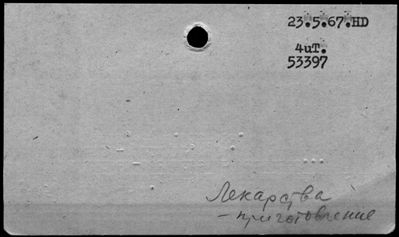 23.5.67.HD
4uT.
53397
Лекарства
- приготовление